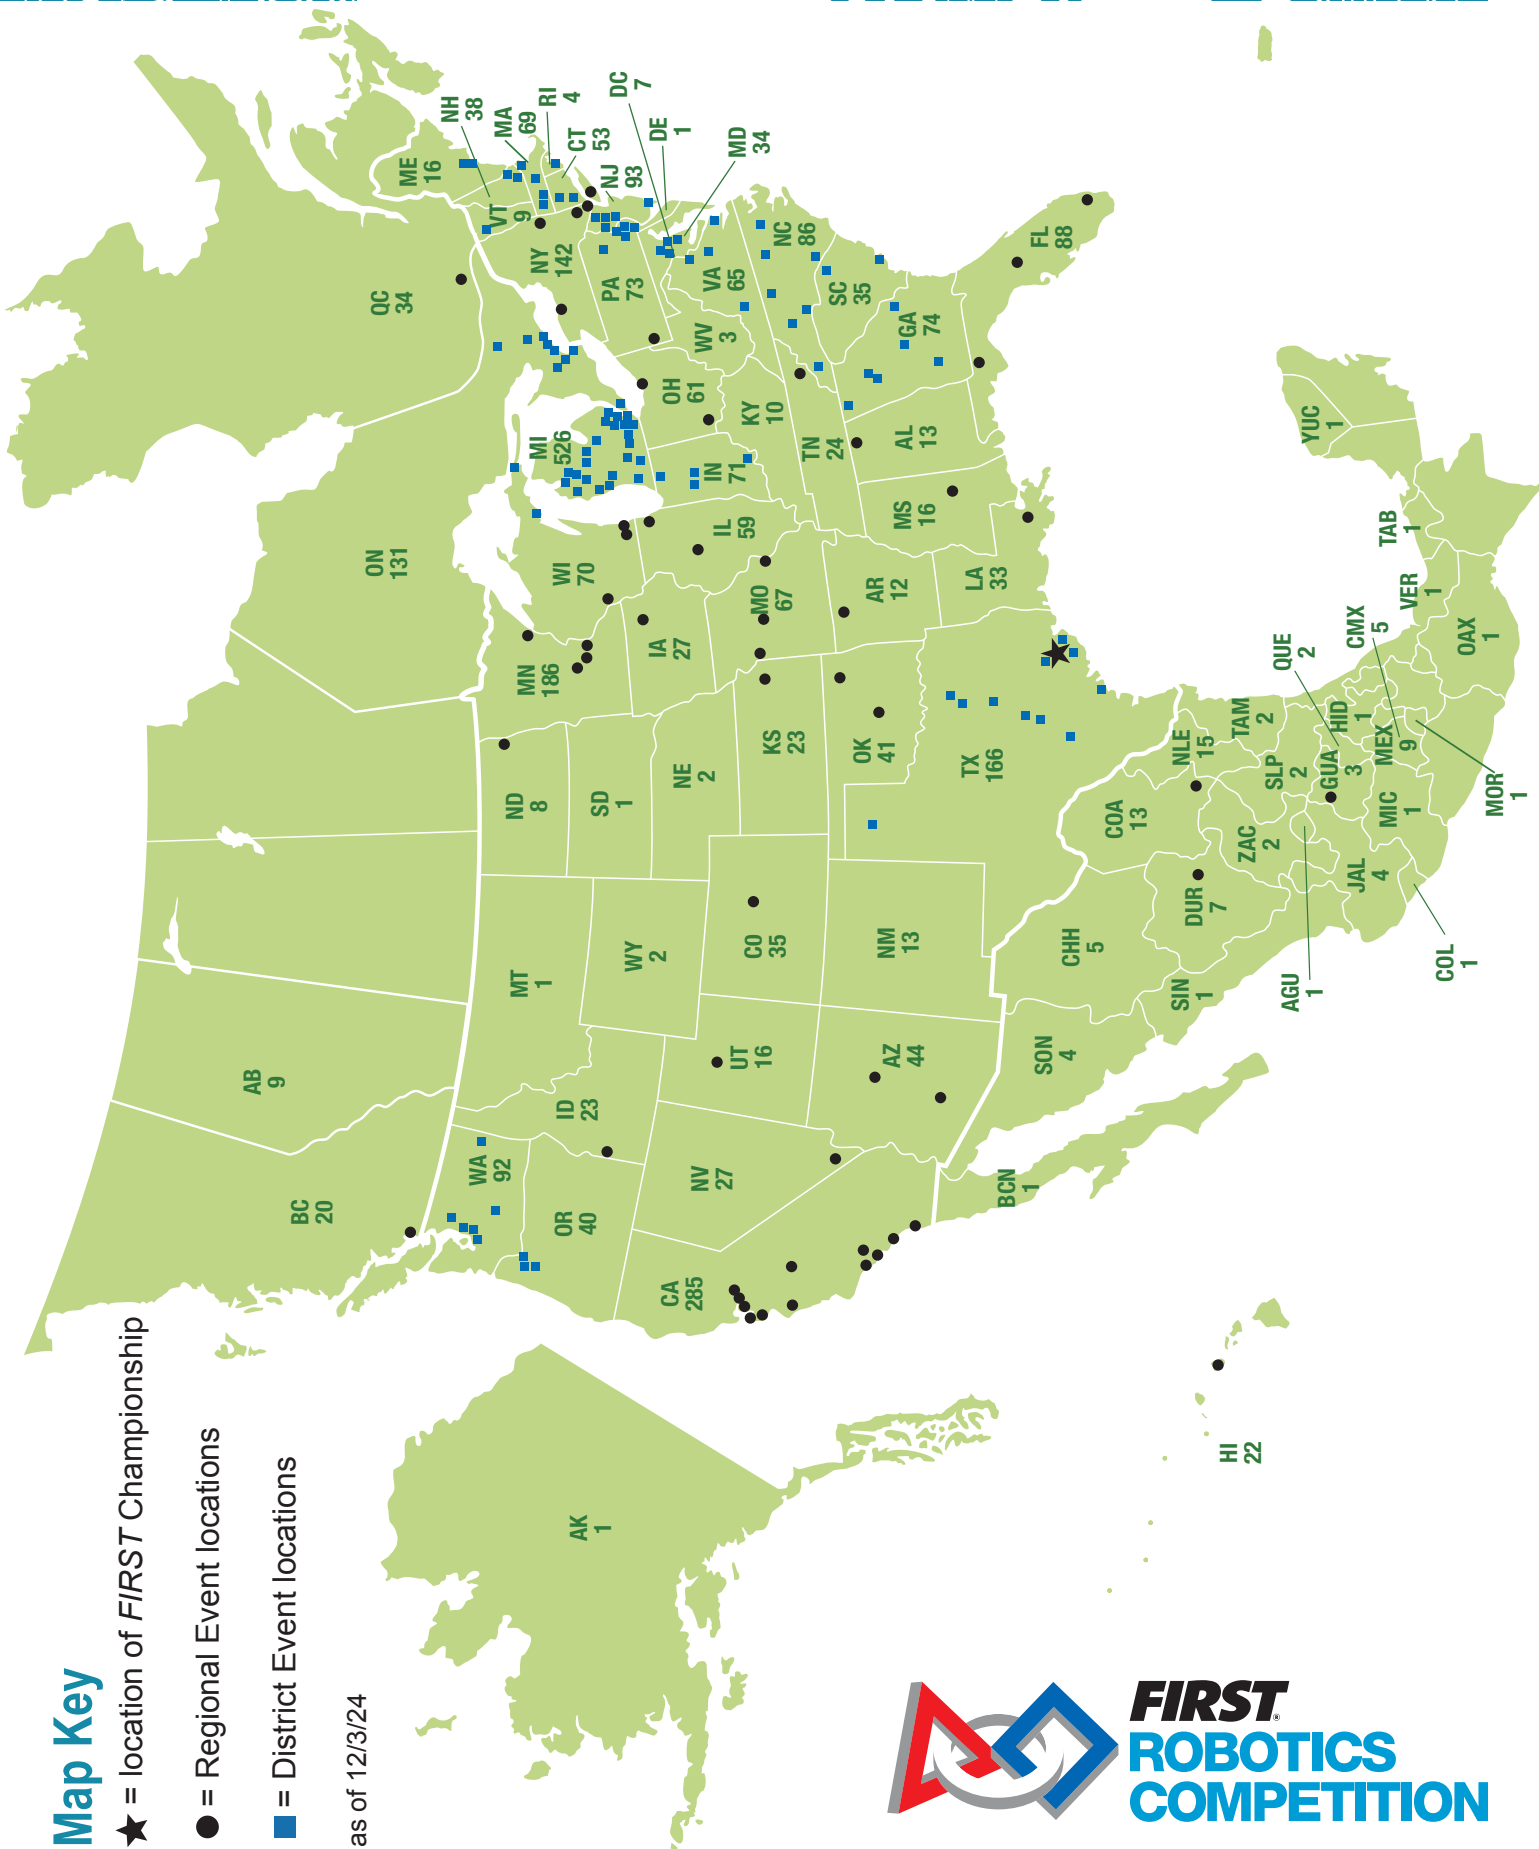 Map Key
★ = location of FIRST Championship
● = Regional Event locations
■ = District Event locations
as of 12/3/24
AK
1
HI
22
BC
20
AB
9
ON
131
QC
34
WA
92
OR
40
CA
285
ID
23
NV
27
MT
1
WY
2
UT
16
AZ
44
CO
35
NM
13
ND
8
SD
1
NE
2
KS
23
OK
41
TX
166
MN
186
IA
27
MO
67
AR
12
LA
33
WI
70
IL
59
MS
16
MI
526
IN
71
OH
61
KY
10
TN
24
AL
13
WV
3
VA
65
NC
86
SC
35
GA
74
FL
88
PA
73
NY
142
VT
9
ME
16
NH
38
MA
69
RI
4
CT
53
NJ
93
DC
7
DE
1
MD
34
BCN
1
SON
4
CHH
5
SIN
1
DUR
7
COA
13
NLE
15
TAM
2
ZAC
2
SLP
2
AGU
1
JAL
4
COL
1
GUA
3
MIC
1
QUE
2
HID
1
MEX
9
CMX
5
MOR
1
VER
1
OAX
1
TAB
1
YUC
1
FIRST®
ROBOTICS
COMPETITION